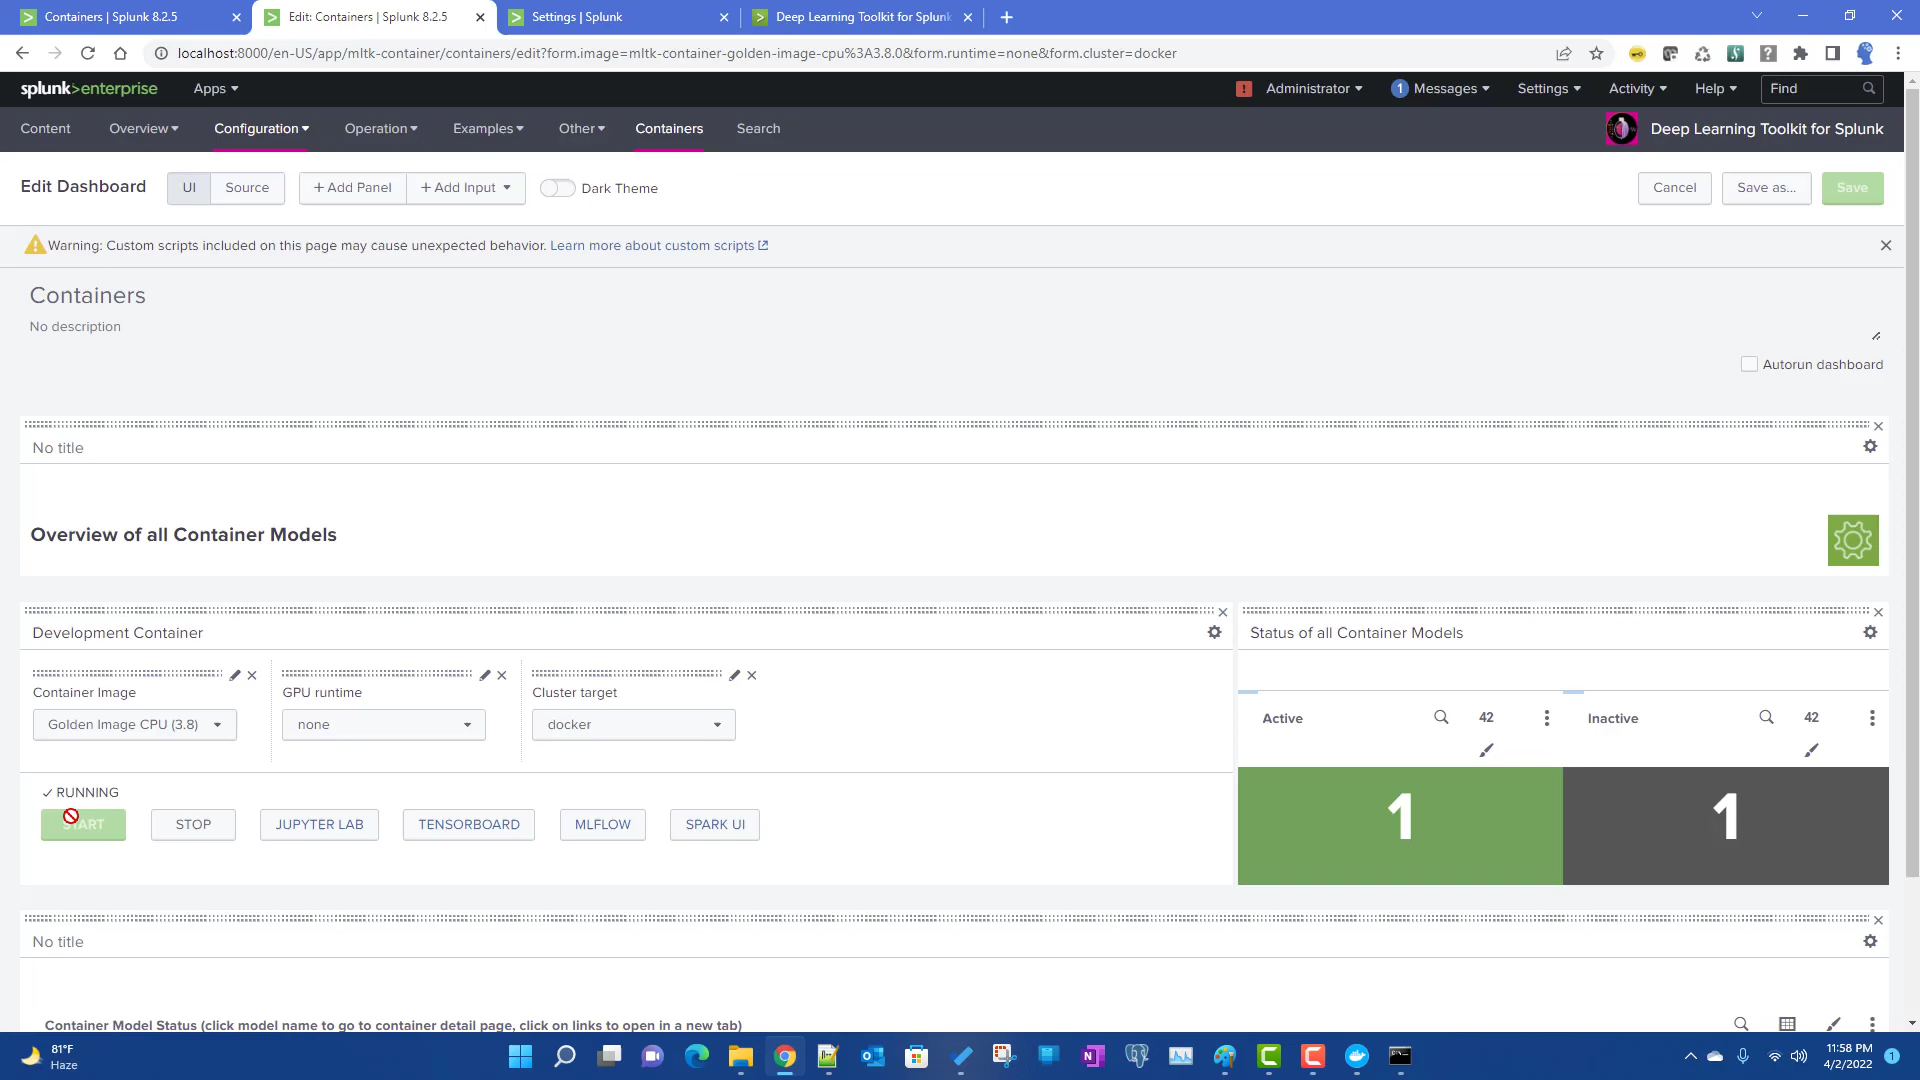 Containers | Splunk 8.2.5
Edit: Containers | Splunk 8.2.5
Settings | Splunk
Deep Learning Toolkit for Splunk
localhost:8000/en-US/app/mltk-container/containers/edit?form.image=mltk-container-golden-image-cpu%3A3.8.0&form.runtime=none&form.cluster=docker
splunk>enterprise Apps
Administrator 1 Messages Settings Activity Help Find
Content Overview Configuration Operation Examples Other Containers Search
Deep Learning Toolkit for Splunk
Edit Dashboard UI Source + Add Panel + Add Input Dark Theme Cancel Save as... Save
Warning: Custom scripts included on this page may cause unexpected behavior. Learn more about custom scripts
Containers
No description
Autorun dashboard
No title
Overview of all Container Models
Development Container
Container Image GPU runtime Cluster target
Golden Image CPU (3.8) none docker
RUNNING
START STOP JUPYTER LAB TENSORBOARD MLFLOW SPARK UI
Status of all Container Models
Active 42 Inactive 42
1 1
No title
Container Model Status (click model name to go to container detail page, click on links to open in a new tab)
81°F
Haze
11:58 PM
4/2/2022
1